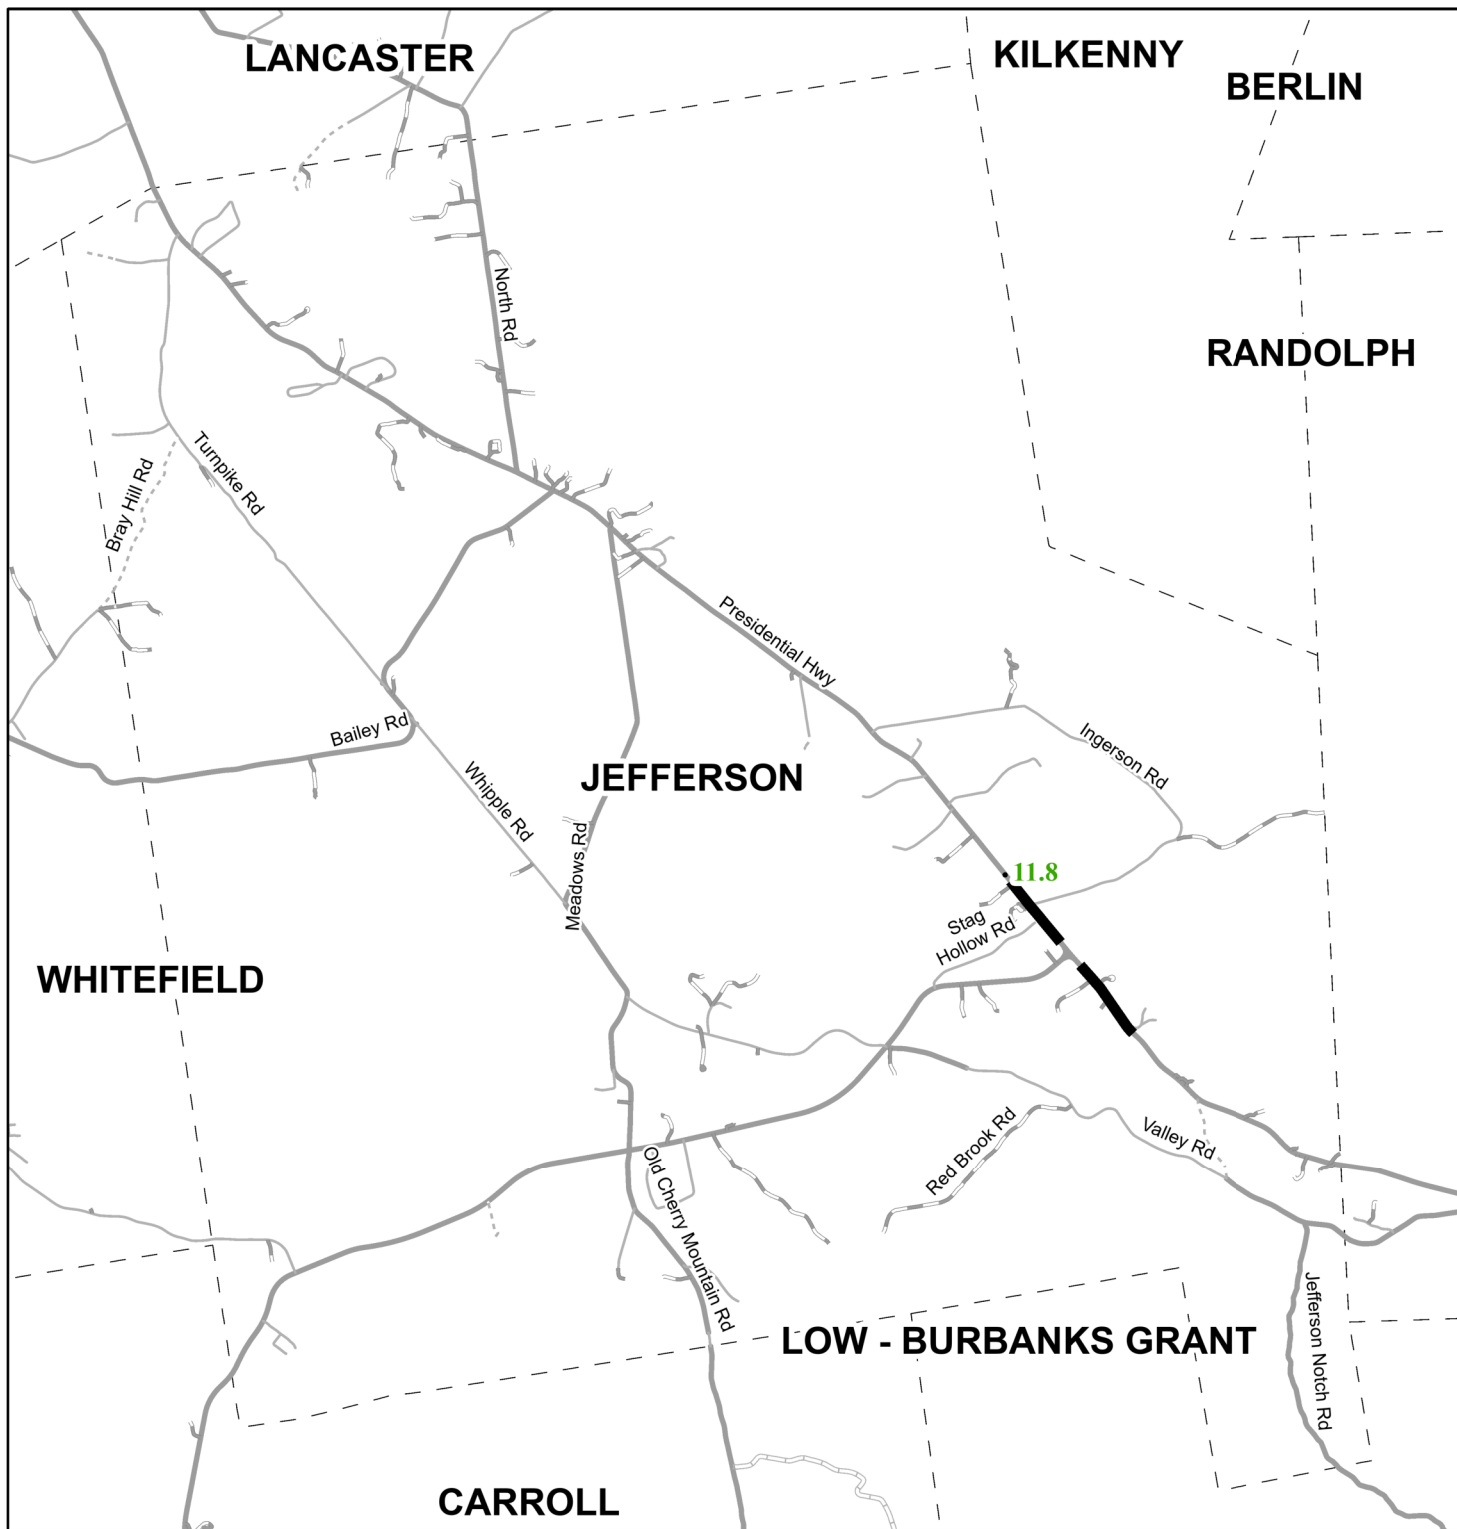 LANCASTER
KILKENNY
BERLIN
North Rd
RANDOLPH
Turnpike Rd
Bray Hill Rd
Presidential Hwy
Bailey Rd
Ingerson Rd
JEFFERSON
Whipple Rd
Meadows Rd
11.8
Stag
Hollow Rd
WHITEFIELD
Red Brook Rd
Valley Rd
Old Cherry Mountain Rd
LOW - BURBANKS GRANT
Jefferson Notch Rd
CARROLL